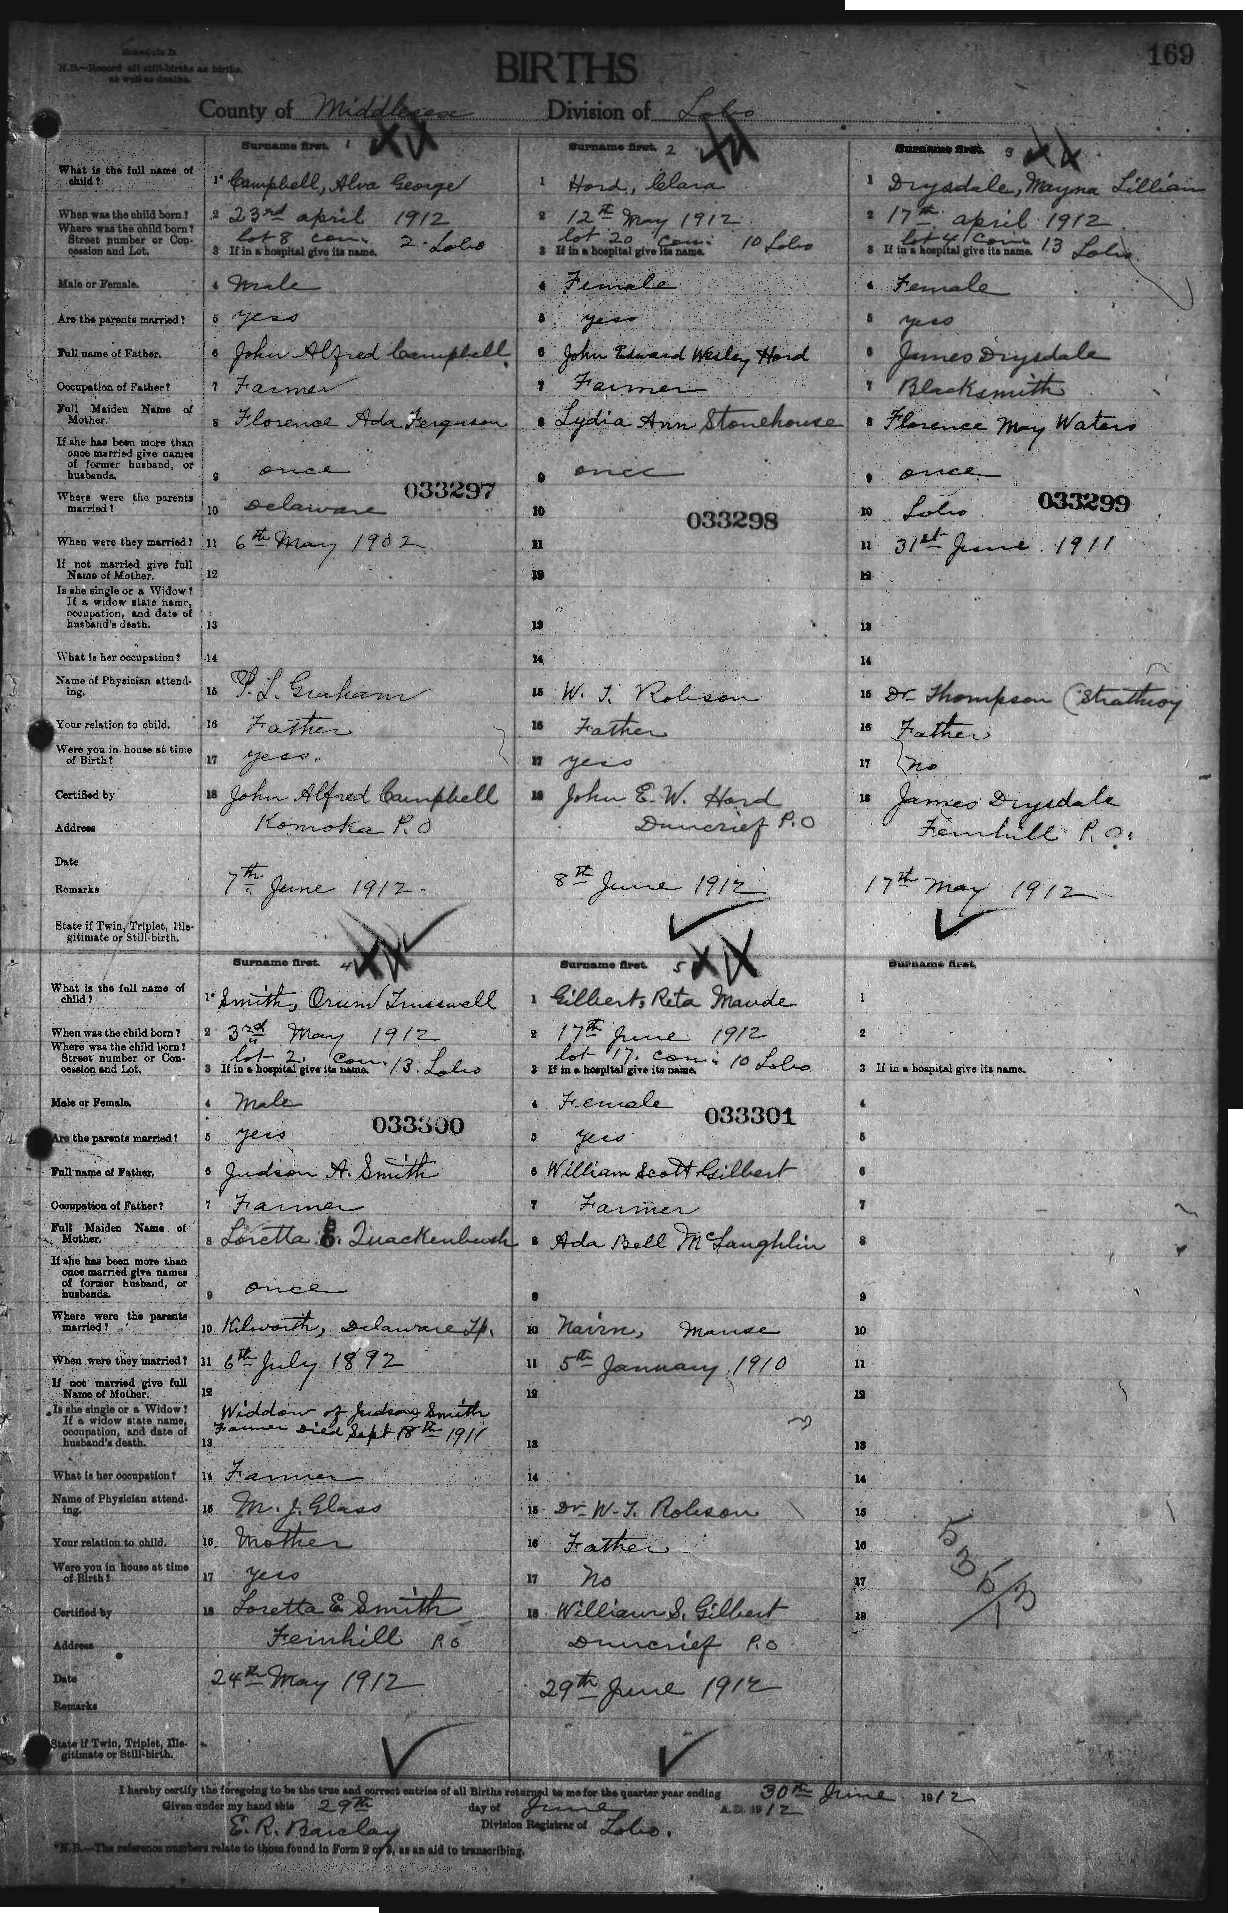 Schedule B.
N.B.—Record all still-births as births,
as well as deaths.
BIRTHS
169
County of Middlesex Division of Lobo
Surname first. 1
What is the full name of child? 1* Campbell, Alva George
When was the child born? 2 23rd april 1912
Where was the child born? Street number or Concession and Lot. lot 8 con. 2. Lobo
3 If in a hospital give its name.
Male or Female. 4 Male
Are the parents married? 5 yess
Full name of Father. 6 John Alfred Campbell
Occupation of Father? 7 Farmer
Full Maiden Name of Mother. 8 Florence Ada Ferguson
If she has been more than once married give names of former husband, or husbands. 9 once
033297
Where were the parents married? 10 Delaware
When were they married? 11 6th May 1902
If not married give full Name of Mother. 12
Is she single or a Widow? If a widow state name, occupation, and date of husband's death. 13
What is her occupation? 14
Name of Physician attending. 15 P. L. Graham
Your relation to child. 16 Father
Were you in house at time of Birth? 17 yess.
Certified by 18 John Alfred Campbell
Address Komoka P.O
Date
Remarks 7th June 1912.
State if Twin, Triplet, Illegitimate or Still-birth.
Surname first. 2
1 Hord, Clara
2 12th May 1912
lot 20 con. 10 Lobo
3 If in a hospital give its name.
4 Female
5 yess
6 John Edward Wesley Hord
7 Farmer
8 Lydia Ann Stonehouse
9 once
10
033298
11
12
13
14
15 W. T. Robson
16 Father
17 yess
18 John E. W. Hord
Duncrief P.O
8th June 1912
Surname first. 3
1 Drysdale, Mayna Lillian
2 17th april 1912
lot 4 con. 13 Lobo.
3 If in a hospital give its name.
4 Female
5 yess
6 James Drysdale
7 Blacksmith
8 Florence May Waters
9 once
033299
10 Lobo
11 31st June 1911
12
13
14
15 Dr Thompson (Strathroy
16 Father
17 No
18 James Drysdale
Fernhill P.O.
17th May 1912
Surname first. 4
What is the full name of child? 1* Smith, Orund Trusswell
When was the child born? 2 3rd May 1912
Where was the child born? Street number or Concession and Lot. lot 2. con. 13. Lobo
3 If in a hospital give its name.
Male or Female. 4 Male
033300
Are the parents married? 5 yess
Full name of Father. 6 Judson A. Smith
Occupation of Father? 7 Farmer
Full Maiden Name of Mother. 8 Loretta E. Quackenbush
If she has been more than once married give names of former husband, or husbands. 9 once
Where were the parents married? 10 Kilworth, Delaware Tp.
When were they married? 11 6th July 1892
If not married give full Name of Mother. 12
Is she single or a Widow? If a widow state name, occupation, and date of husband's death. 13 Widdow of Judson Smith
Farmer Died Sept 18th 1911
What is her occupation? 14 Farmer
Name of Physician attending. 15 M. J. Glass
Your relation to child. 16 Mother
Were you in house at time of Birth? 17 yess
Certified by 18 Loretta E Smith
Address Fernhill P.O
Date 24th May 1912
Remarks
State if Twin, Triplet, Illegitimate or Still-birth.
Surname first. 5
1 Gilbert, Reta Maude
2 17th June 1912
lot 17. con. 10 Lobo
3 If in a hospital give its name.
4 Female
033301
5 yess
6 William Scott Gilbert
7 Farmer
8 Ada Bell McLaughlin
9
10 Nairn, Manse
11 5th January 1910
12
13
14
15 Dr W. T. Robson
16 Father
17 No
18 William S. Gilbert
Duncrief P.O
29th June 1912
Surname first.
1
2
3 If in a hospital give its name.
4
5
6
7
8
9
10
11
12
13
14
15
16
17
18
I hereby certify the foregoing to be the true and correct entries of all Births returned to me for the quarter year ending 30th June 1912
Given under my hand this 29th day of June A.D. 1912
E. R. Barclay Division Registrar of Lobo.
*N.B.—The reference numbers relate to those found in Form 2 or 3, as an aid to transcribing.